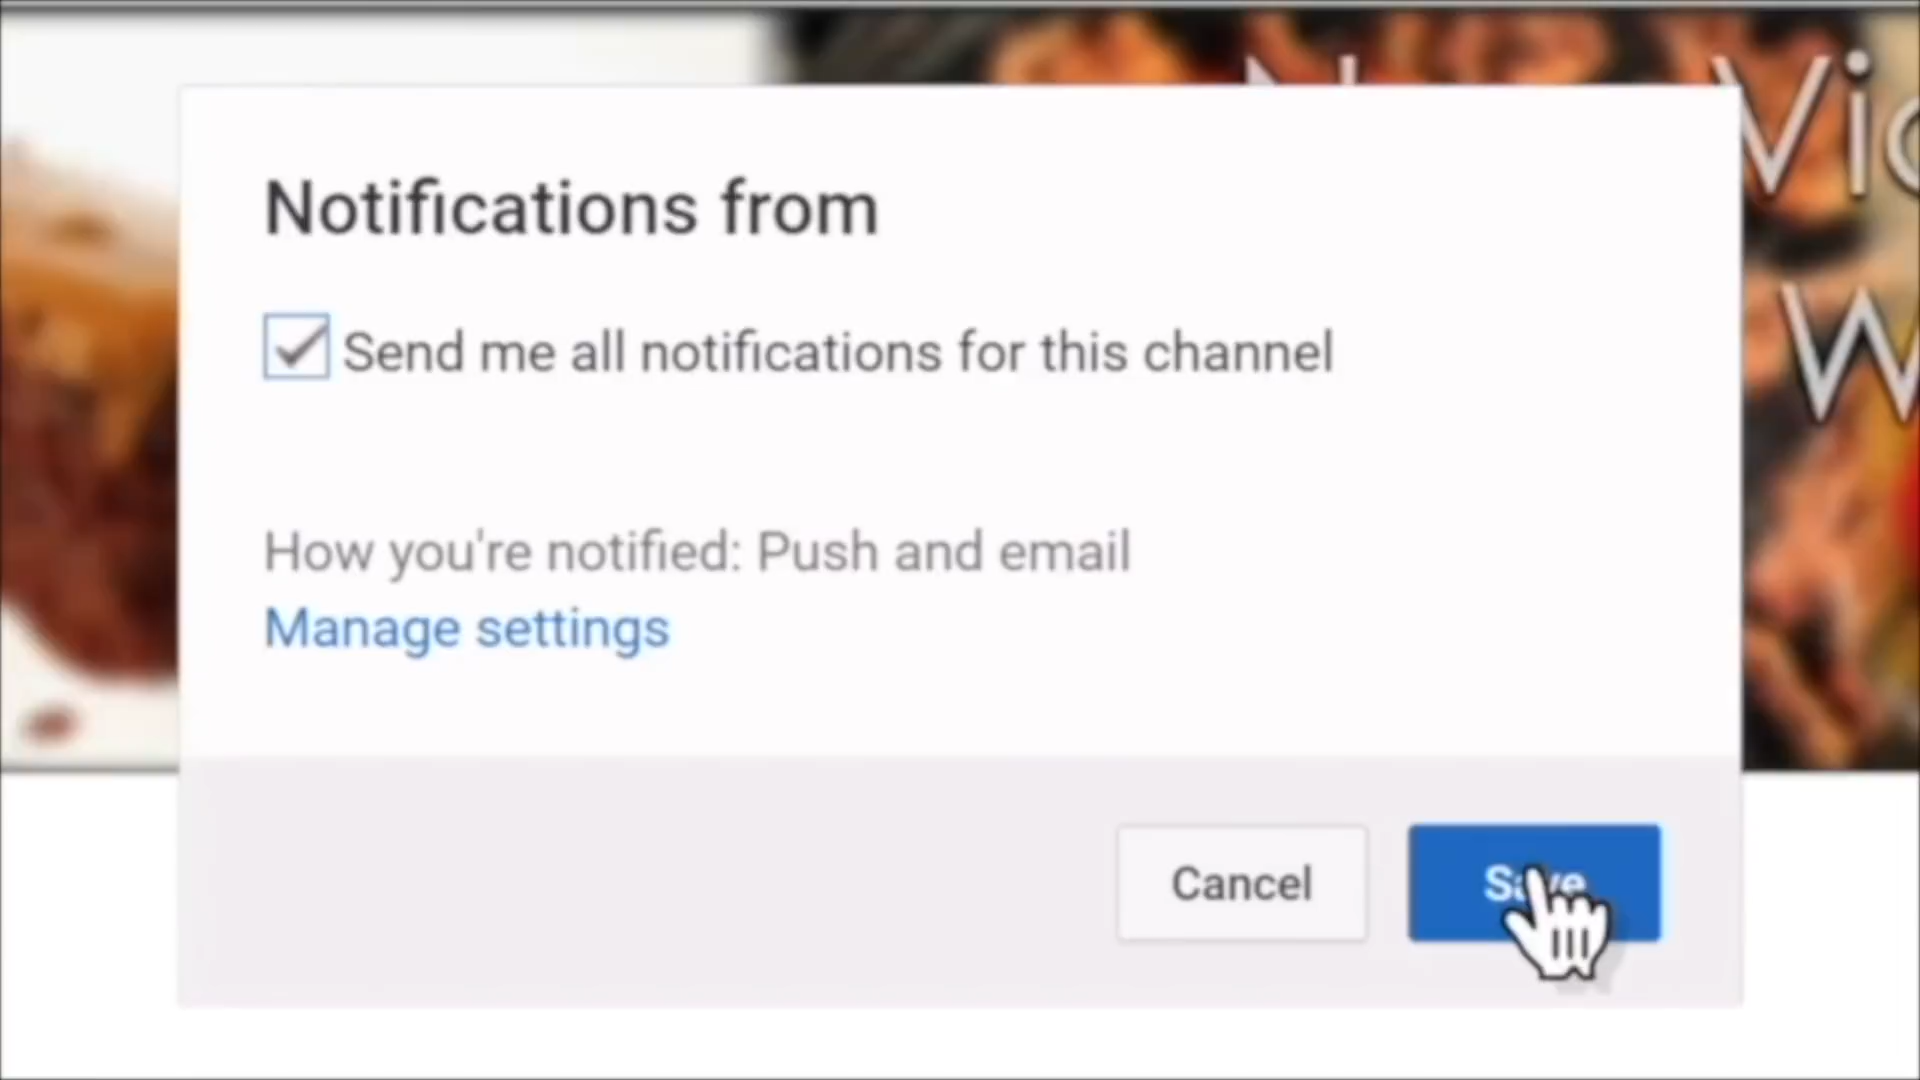 Notifications from
Send me all notifications for this channel
How you're notified: Push and email
Manage settings
Cancel
Save